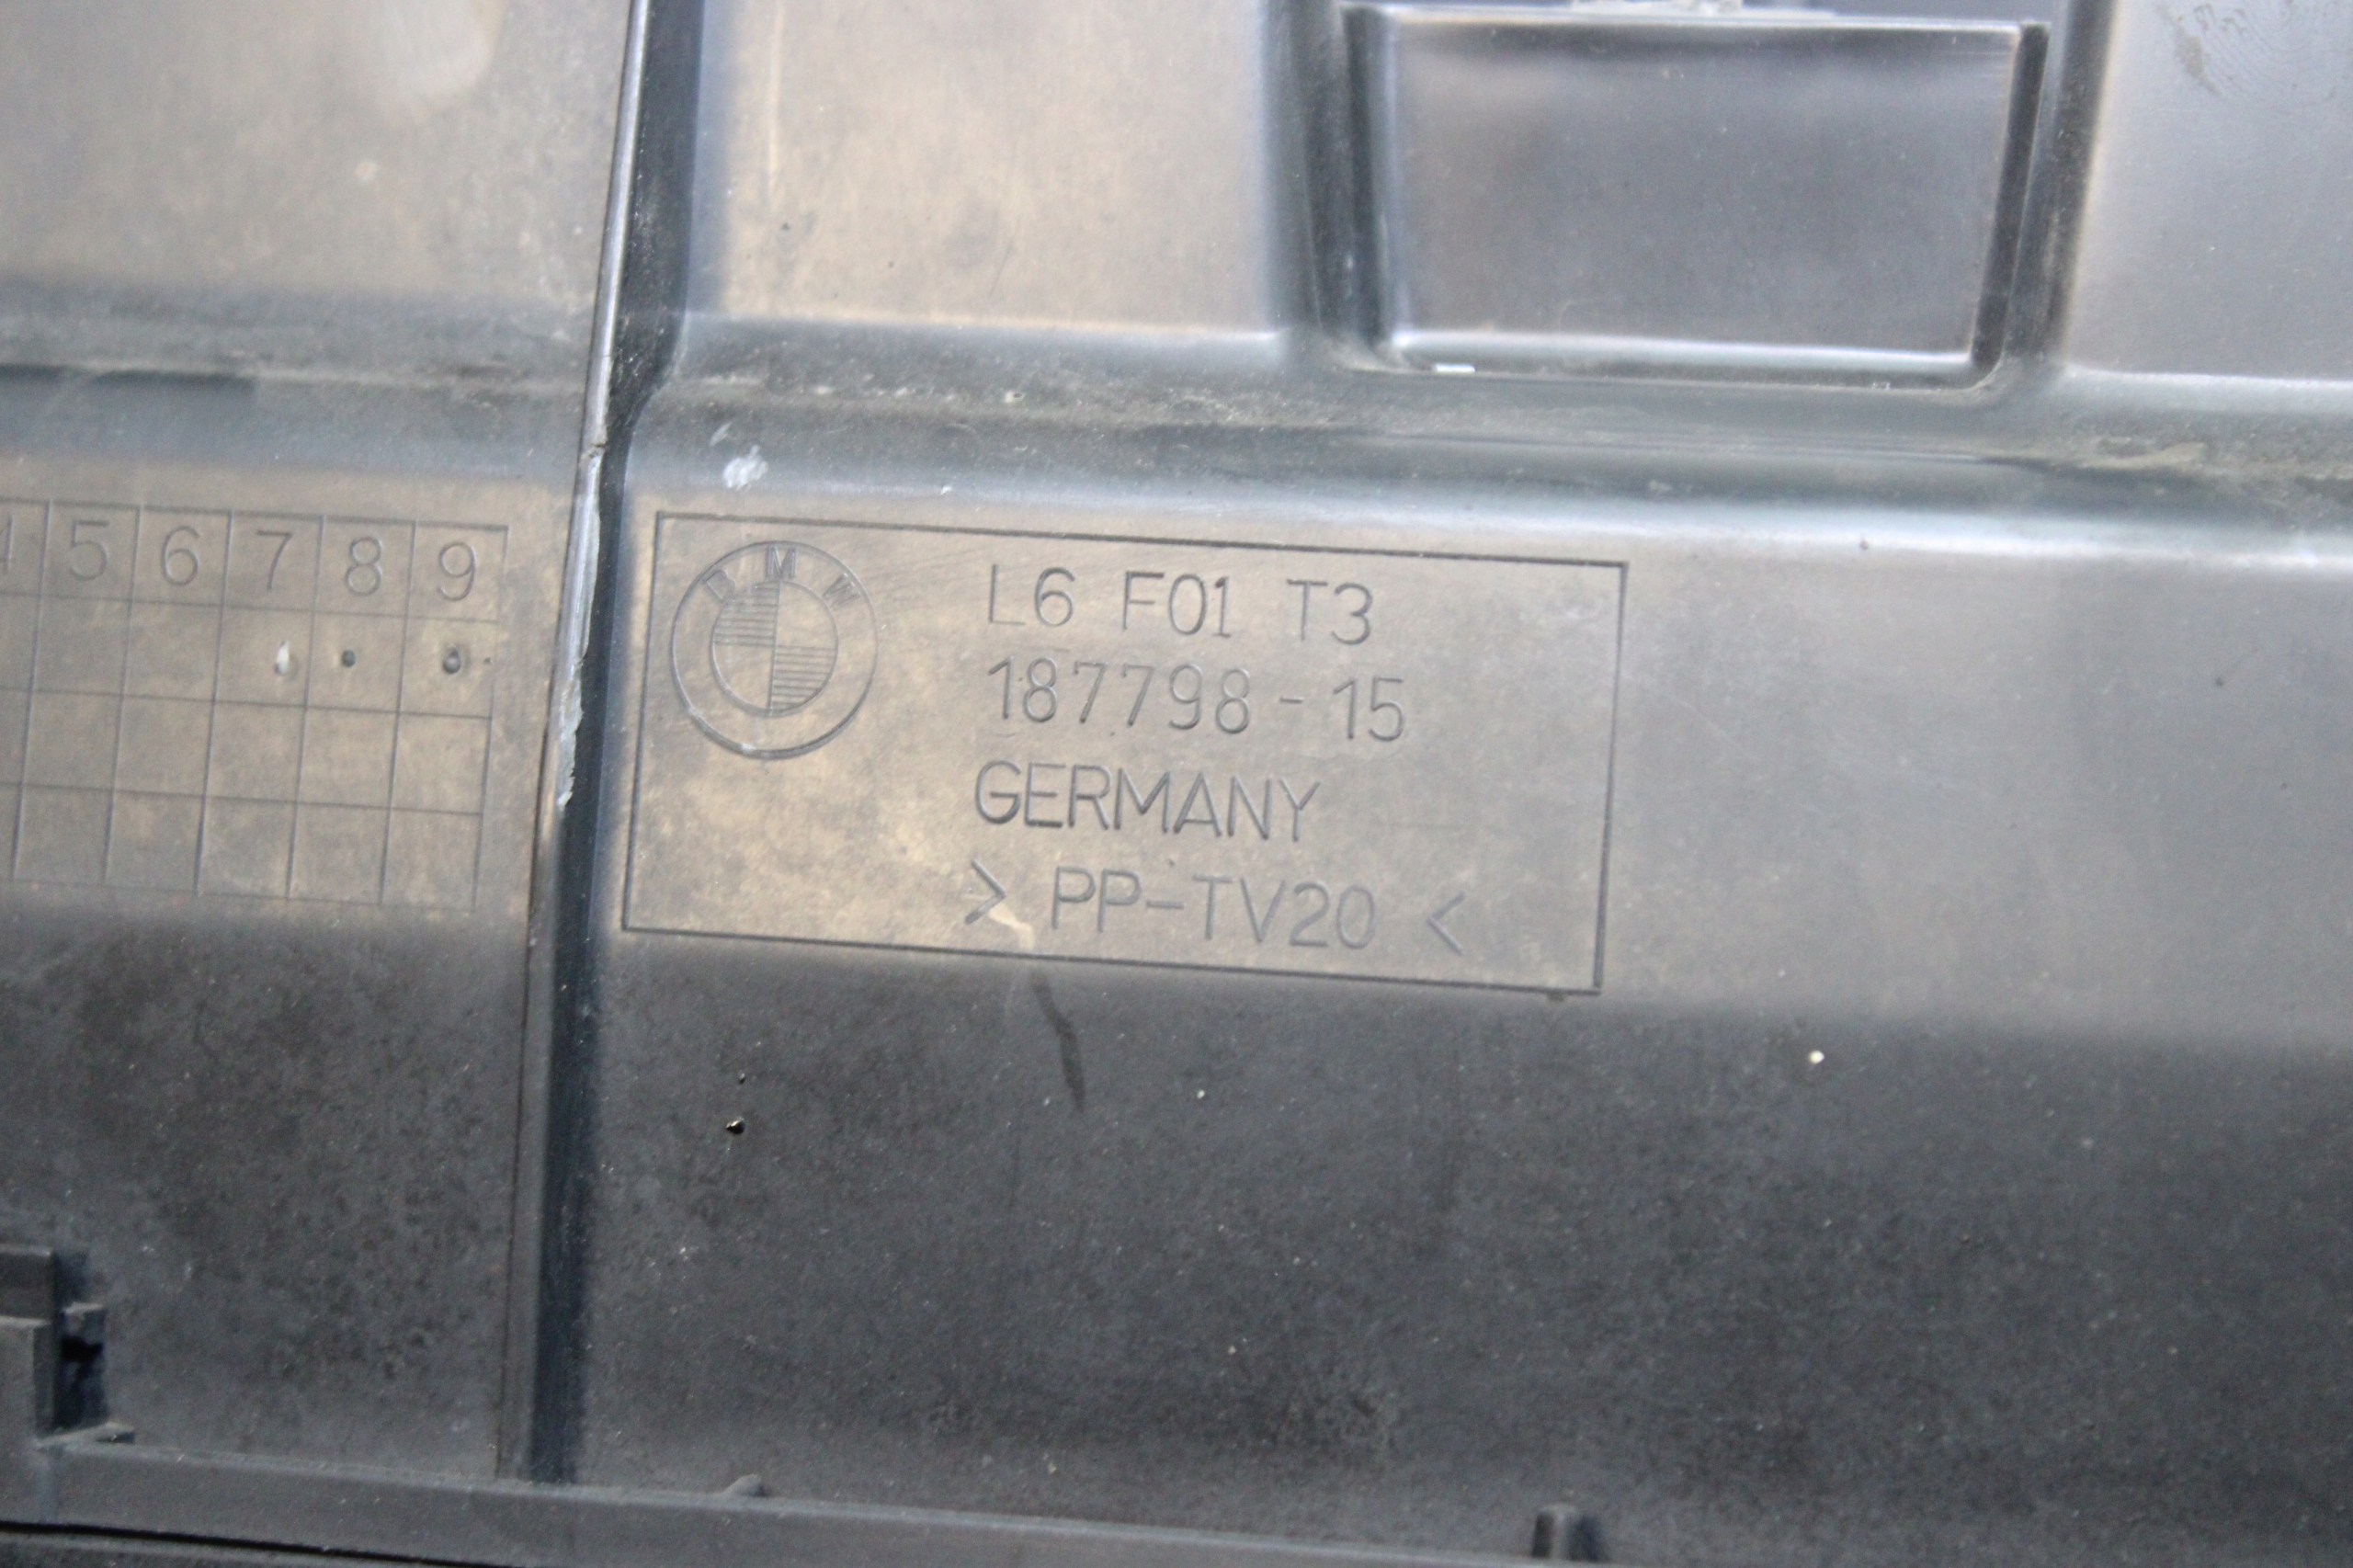 4 5 6 7 8 9
BMW
L6 F01 T3
187798-15
GERMANY
> PP-TV20 <